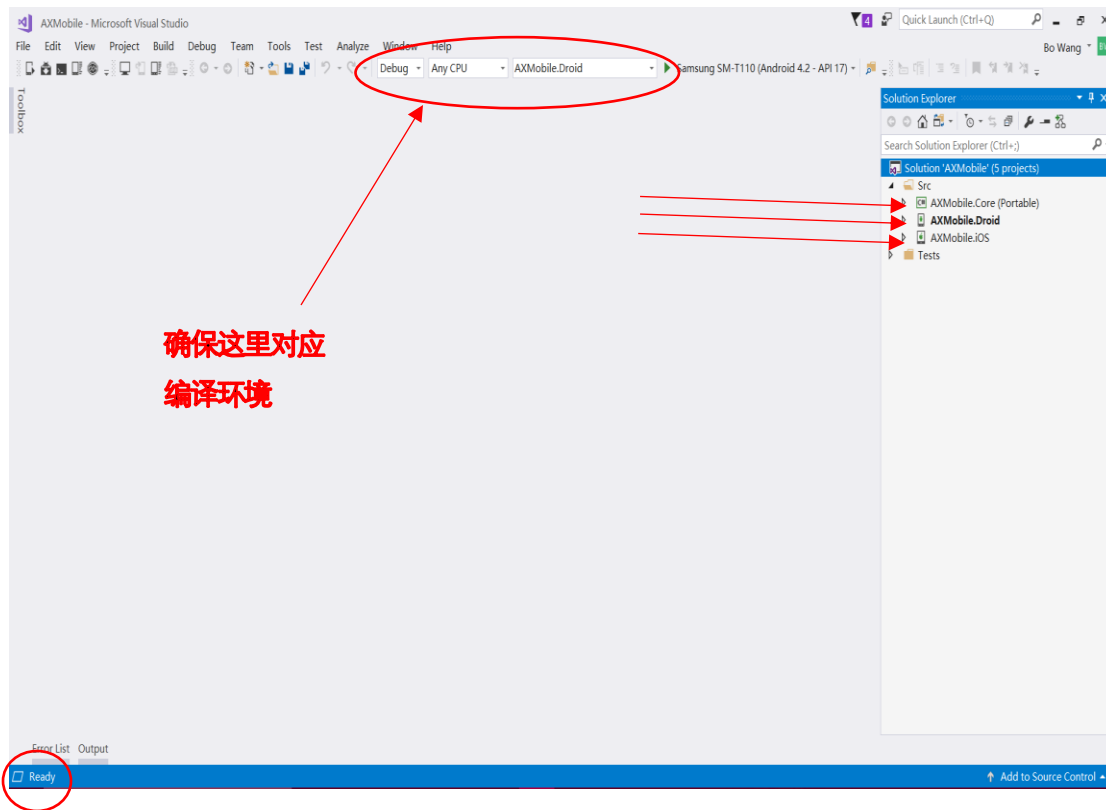 AXMobile - Microsoft Visual Studio
4
Quick Launch (Ctrl+Q)
File Edit View Project Build Debug Team Tools Test Analyze Window Help
Bo Wang
Debug Any CPU AXMobile.Droid Samsung SM-T110 (Android 4.2 - API 17)
Toolbox
Solution Explorer
Search Solution Explorer (Ctrl+;)
Solution 'AXMobile' (5 projects)
Src
C# AXMobile.Core (Portable)
AXMobile.Droid
AXMobile.iOS
Tests
确保这里对应
编译环境
Error List Output
Ready
Add to Source Control